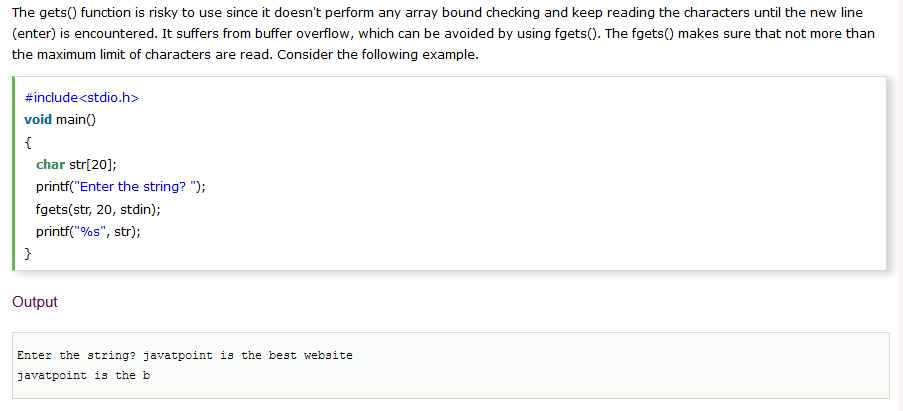 The gets() function is risky to use since it doesn't perform any array bound checking and keep reading the characters until the new line
(enter) is encountered. It suffers from buffer overflow, which can be avoided by using fgets(). The fgets() makes sure that not more than
the maximum limit of characters are read. Consider the following example.
#include<stdio.h>
void main()
{
char str[20];
printf("Enter the string? ");
fgets(str, 20, stdin);
printf("%s", str);
}
Output
Enter the string? javatpoint is the best website
javatpoint is the b